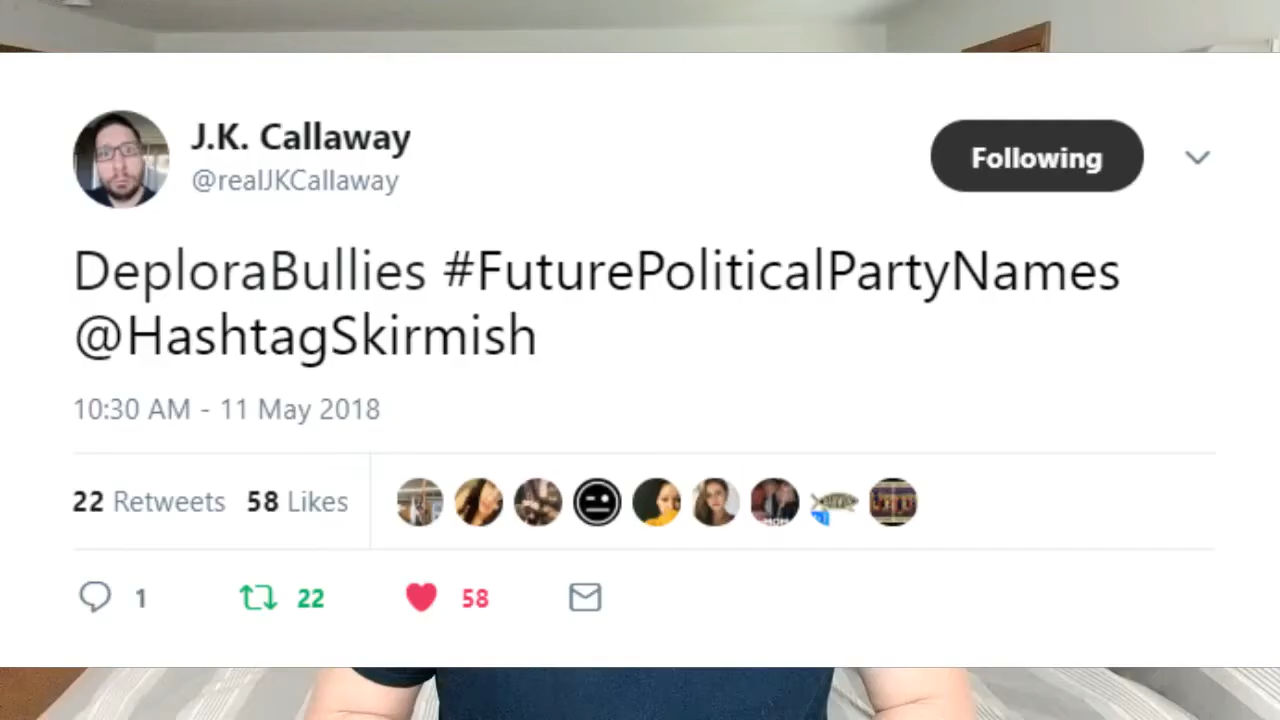 J.K. Callaway
@realJKCallaway
Following
DeploraBullies #FuturePoliticalPartyNames
@HashtagSkirmish
10:30 AM - 11 May 2018
22 Retweets 58 Likes
1 22 58